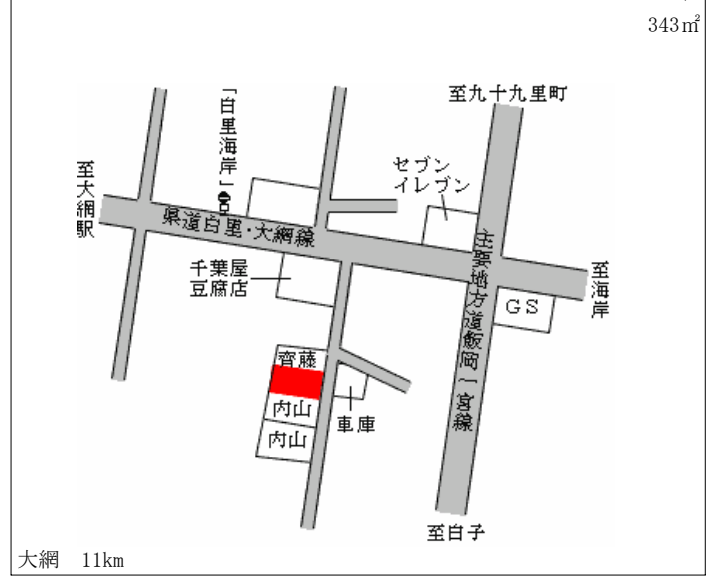 343㎡
至九十九里町
「白里海岸」
セブン
イレブン
至大網駅
県道白里・大網線
主要地方道飯岡一宮線
千葉屋
豆腐店
至海岸
GS
齊藤
内山
車庫
内山
至白子
大網 11km